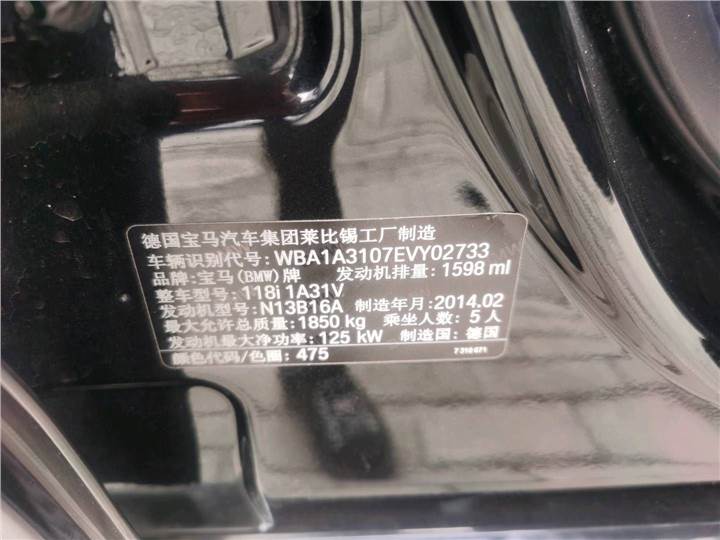 德国宝马汽车集团莱比锡工厂制造
车辆识别代号: WBA1A3107EVY02733
品牌: 宝马(BMW)牌 发动机排量: 1598 ml
整车型号: 118i 1A31V
发动机型号: N13B16A 制造年月: 2014.02
最大允许总质量: 1850 kg 乘坐人数: 5 人
发动机最大净功率: 125 kW 制造国: 德国
颜色代码/色圈: 475 7310071